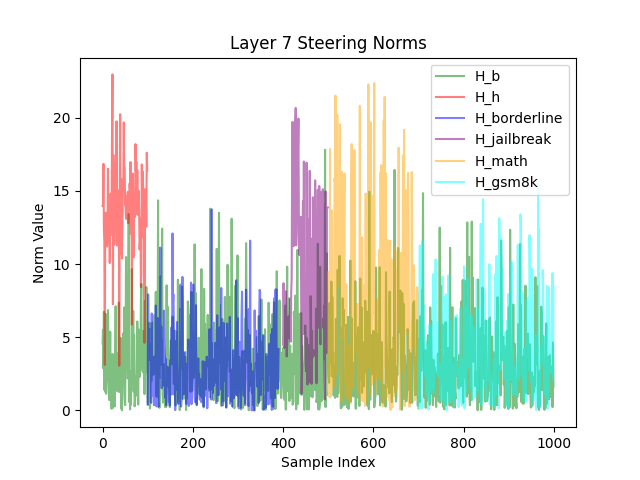 Layer 7 Steering Norms
H_b
H_h
H_borderline
H_jailbreak
H_math
H_gsm8k
20
15
10
5
0
Norm Value
0
200
400
600
800
1000
Sample Index